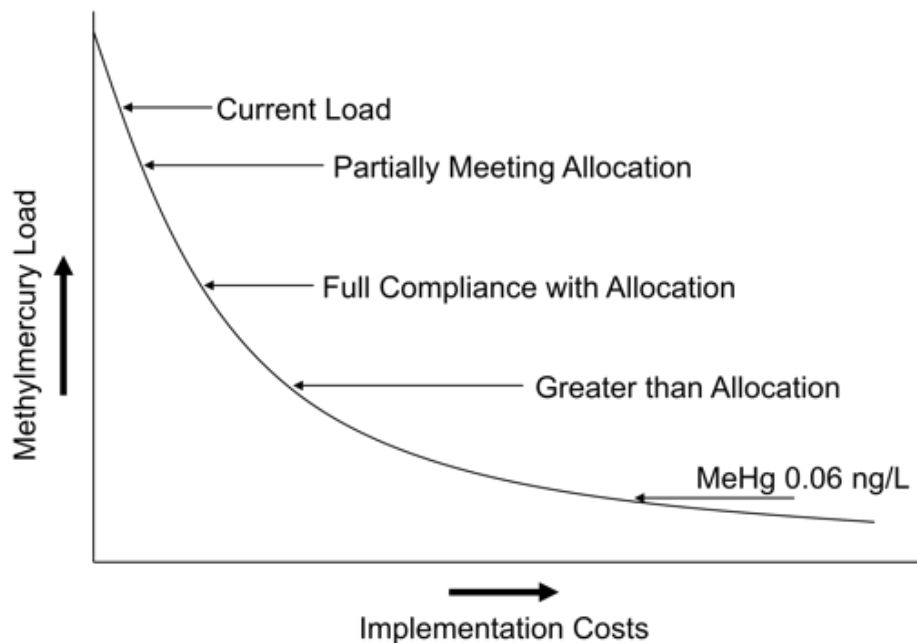 Current Load
Partially Meeting Allocation
Full Compliance with Allocation
Greater than Allocation
MeHg 0.06 ng/L
Methylmercury Load
Implementation Costs